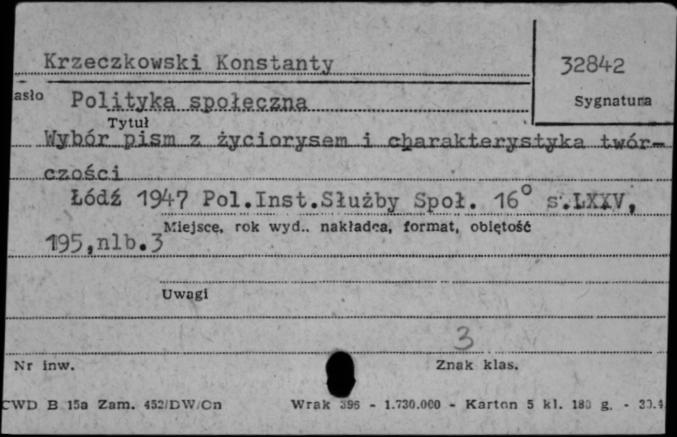 Krzeczkowski Konstanty
32842
asło
Polityka społeczna
Sygnatura
Tytuł
Wybór pism z życiorysem i charakterystyka twór-
czości
Łódź 1947 Pol.Inst.Służby Społ. 16° s.LXXV,
Miejsce, rok wyd., nakładca, format, objętość
195,nlb.3
Uwagi
3
Nr inw.
Znak klas.
CWD B 15a Zam. 452/DW/Cn
Wrak 396 - 1.730.000 - Karton 5 kl. 180 g. -